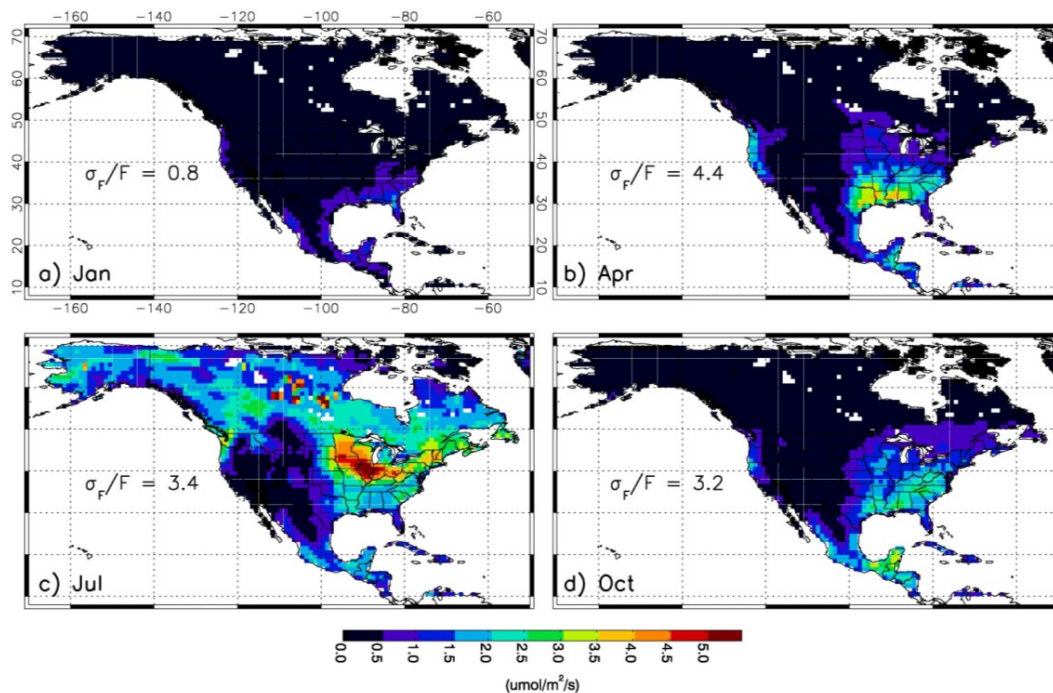 −160 −140 −120 −100 −80 −60
70 60 50 40 30 20 10
σF/F = 0.8
a) Jan
−160 −140 −120 −100 −80 −60
70 60 50 40 30 20 10
σF/F = 4.4
b) Apr
σF/F = 3.4
c) Jul
σF/F = 3.2
d) Oct
0.0 0.5 1.0 1.5 2.0 2.5 3.0 3.5 4.0 4.5 5.0
(umol/m²/s)